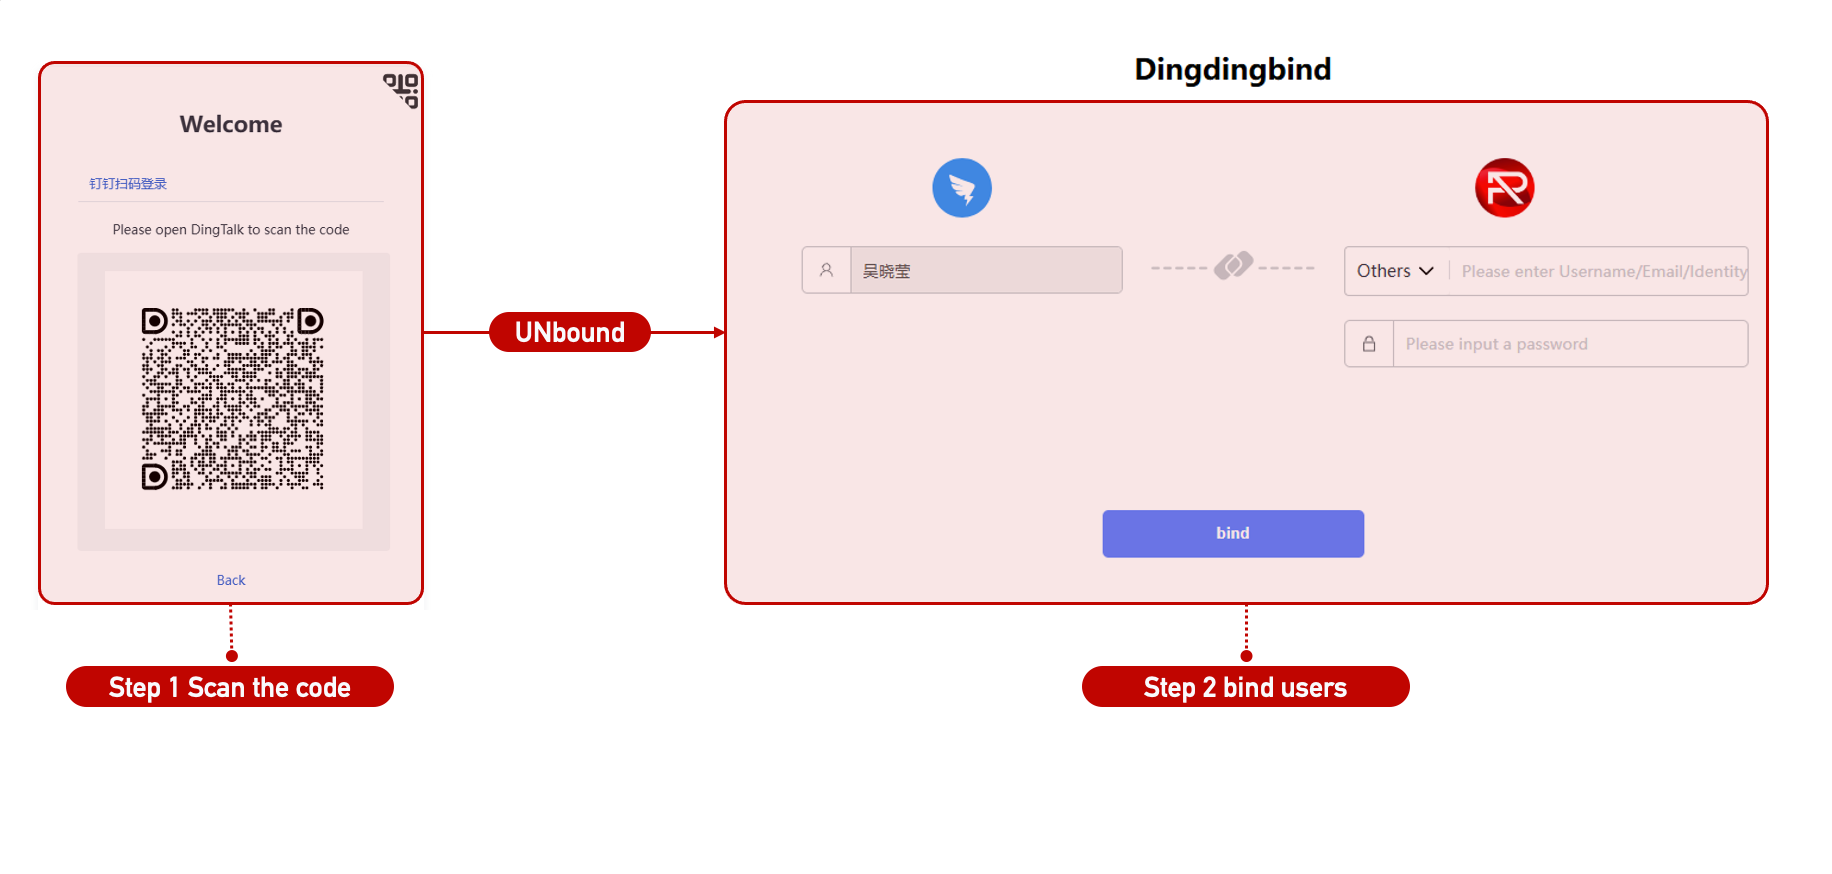 Welcome
钉钉扫码登录
Please open DingTalk to scan the code
Back
Step 1 Scan the code
UNbound
Dingdingbind
吴晓莹
Others
Please enter Username/Email/Identity
Please input a password
bind
Step 2 bind users